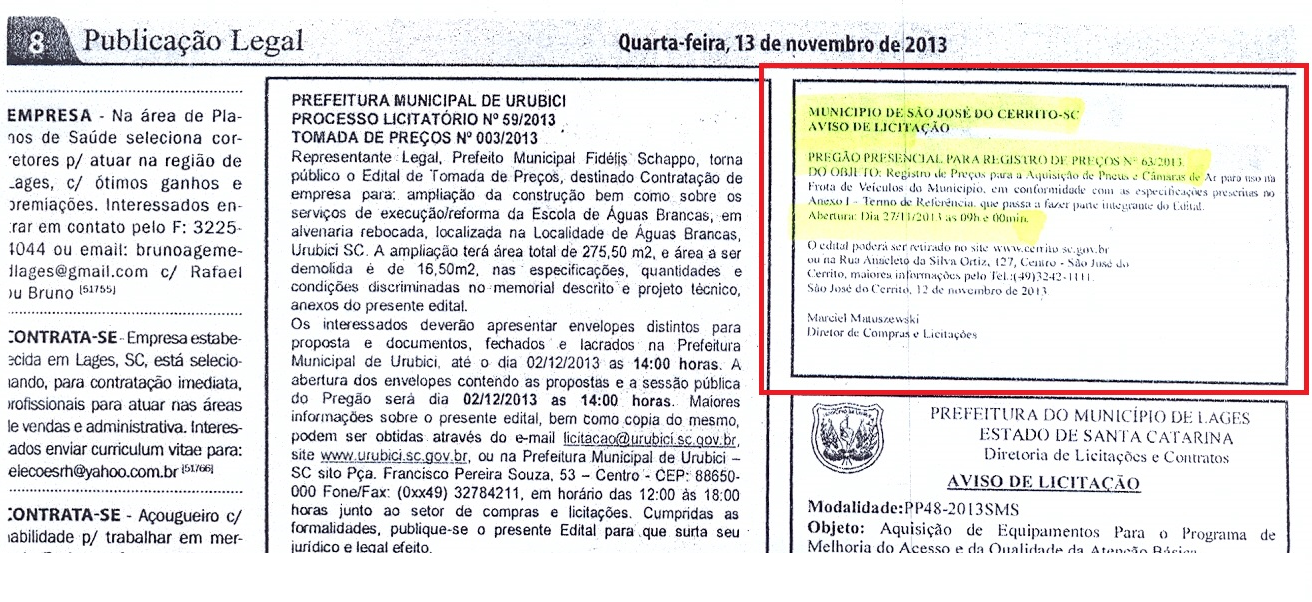 8 Publicação Legal
Quarta-feira, 13 de novembro de 2013
EMPRESA - Na área de Pla-
nos de Saúde seleciona cor-
retores p/ atuar na região de
Lages, c/ ótimos ganhos e
premiações. Interessados en-
trar em contato pelo F: 3225-
4044 ou email: brunoageme-
dlages@gmail.com c/ Rafael
ou Bruno [51755]
CONTRATA-SE - Empresa estabe-
ecida em Lages, SC, está selecio-
nando, para contratação imediata,
profissionais para atuar nas áreas
de vendas e administrativa. Interes-
ados enviar curriculum vitae para:
elecoesrh@yahoo.com.br [51766]
CONTRATA-SE - Açougueiro c/
habilidade p/ trabalhar em mer-
PREFEITURA MUNICIPAL DE URUBICI
PROCESSO LICITATÓRIO Nº 59/2013
TOMADA DE PREÇOS Nº 003/2013
Representante Legal, Prefeito Municipal Fidélis Schappo, torna
público o Edital de Tomada de Preços, destinado Contratação de
empresa para: ampliação da construção bem como sobre os
serviços de execução/reforma da Escola de Águas Brancas, em
alvenaria rebocada, localizada na Localidade de Águas Brancas,
Urubici SC. A ampliação terá área total de 275,50 m2, e área a ser
demolida é de 16,50m2, nas especificações, quantidades e
condições discriminadas no memorial descrito e projeto técnico,
anexos do presente edital.
Os interessados deverão apresentar envelopes distintos para
proposta e documentos, fechados e lacrados na Prefeitura
Municipal de Urubici, até o dia 02/12/2013 as 14:00 horas. A
abertura dos envelopes contendo as propostas e a sessão pública
do Pregão será dia 02/12/2013 as 14:00 horas. Maiores
informações sobre o presente edital, bem como copia do mesmo,
podem ser obtidas através do e-mail licitacao@urubici.sc.gov.br,
site www.urubici.sc.gov.br, ou na Prefeitura Municipal de Urubici –
SC sito Pça. Francisco Pereira Souza, 53 – Centro - CEP: 88650-
000 Fone/Fax: (0xx49) 32784211, em horário das 12:00 às 18:00
horas junto ao setor de compras e licitações. Cumpridas as
formalidades, publique-se o presente Edital para que surta seu
jurídico e legal efeito.
MUNICIPIO DE SÃO JOSÉ DO CERRITO-SC
AVISO DE LICITAÇÃO
PREGÃO PRESENCIAL PARA REGISTRO DE PREÇOS Nº 63/2013.
DO OBJETO: Registro de Preços para a Aquisição de Pneus e Câmaras de Ar para uso na
Frota de Veículos do Município, em conformidade com as especificações prescritas no
Anexo I - Termo de Referência, que passa a fazer parte integrante do Edital.
Abertura: Dia 27/11/2013 as 09h e 00min.
O edital poderá ser retirado no site www.cerrito.sc.gov.br
ou na Rua Anacleto da Silva Ortiz, 127, Centro - São José do
Cerrito, maiores informações pelo Tel.:(49)3242-1111.
São José do Cerrito, 12 de novembro de 2013.
Marciel Matuszewski
Diretor de Compras e Licitações
PREFEITURA DO MUNICÍPIO DE LAGES
ESTADO DE SANTA CATARINA
Diretoria de Licitações e Contratos
AVISO DE LICITAÇÃO
Modalidade:PP48-2013SMS
Objeto: Aquisição de Equipamentos Para o Programa de
Melhoria do Acesso e da Qualidade da Atenção Básica